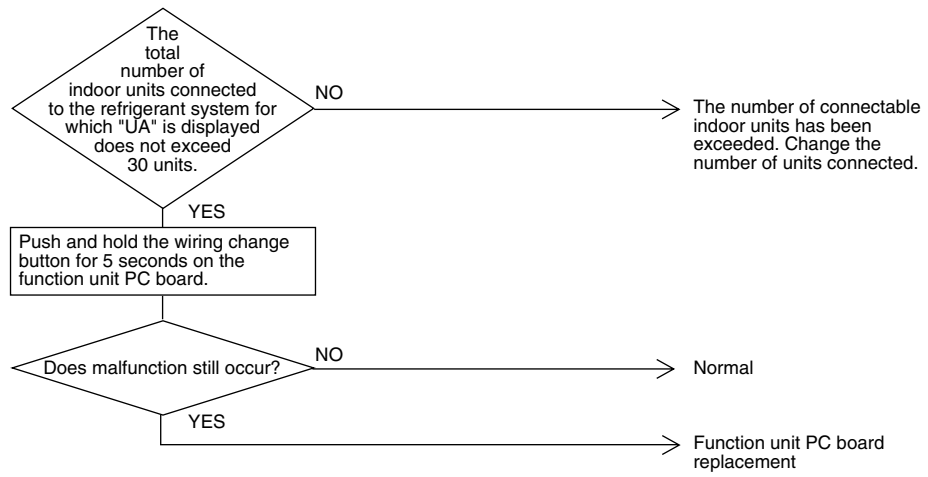 The
total
number of
indoor units connected
to the refrigerant system for
which "UA" is displayed
does not exceed
30 units.
NO
The number of connectable
indoor units has been
exceeded. Change the
number of units connected.
YES
Push and hold the wiring change
button for 5 seconds on the
function unit PC board.
Does malfunction still occur?
NO
Normal
YES
Function unit PC board
replacement